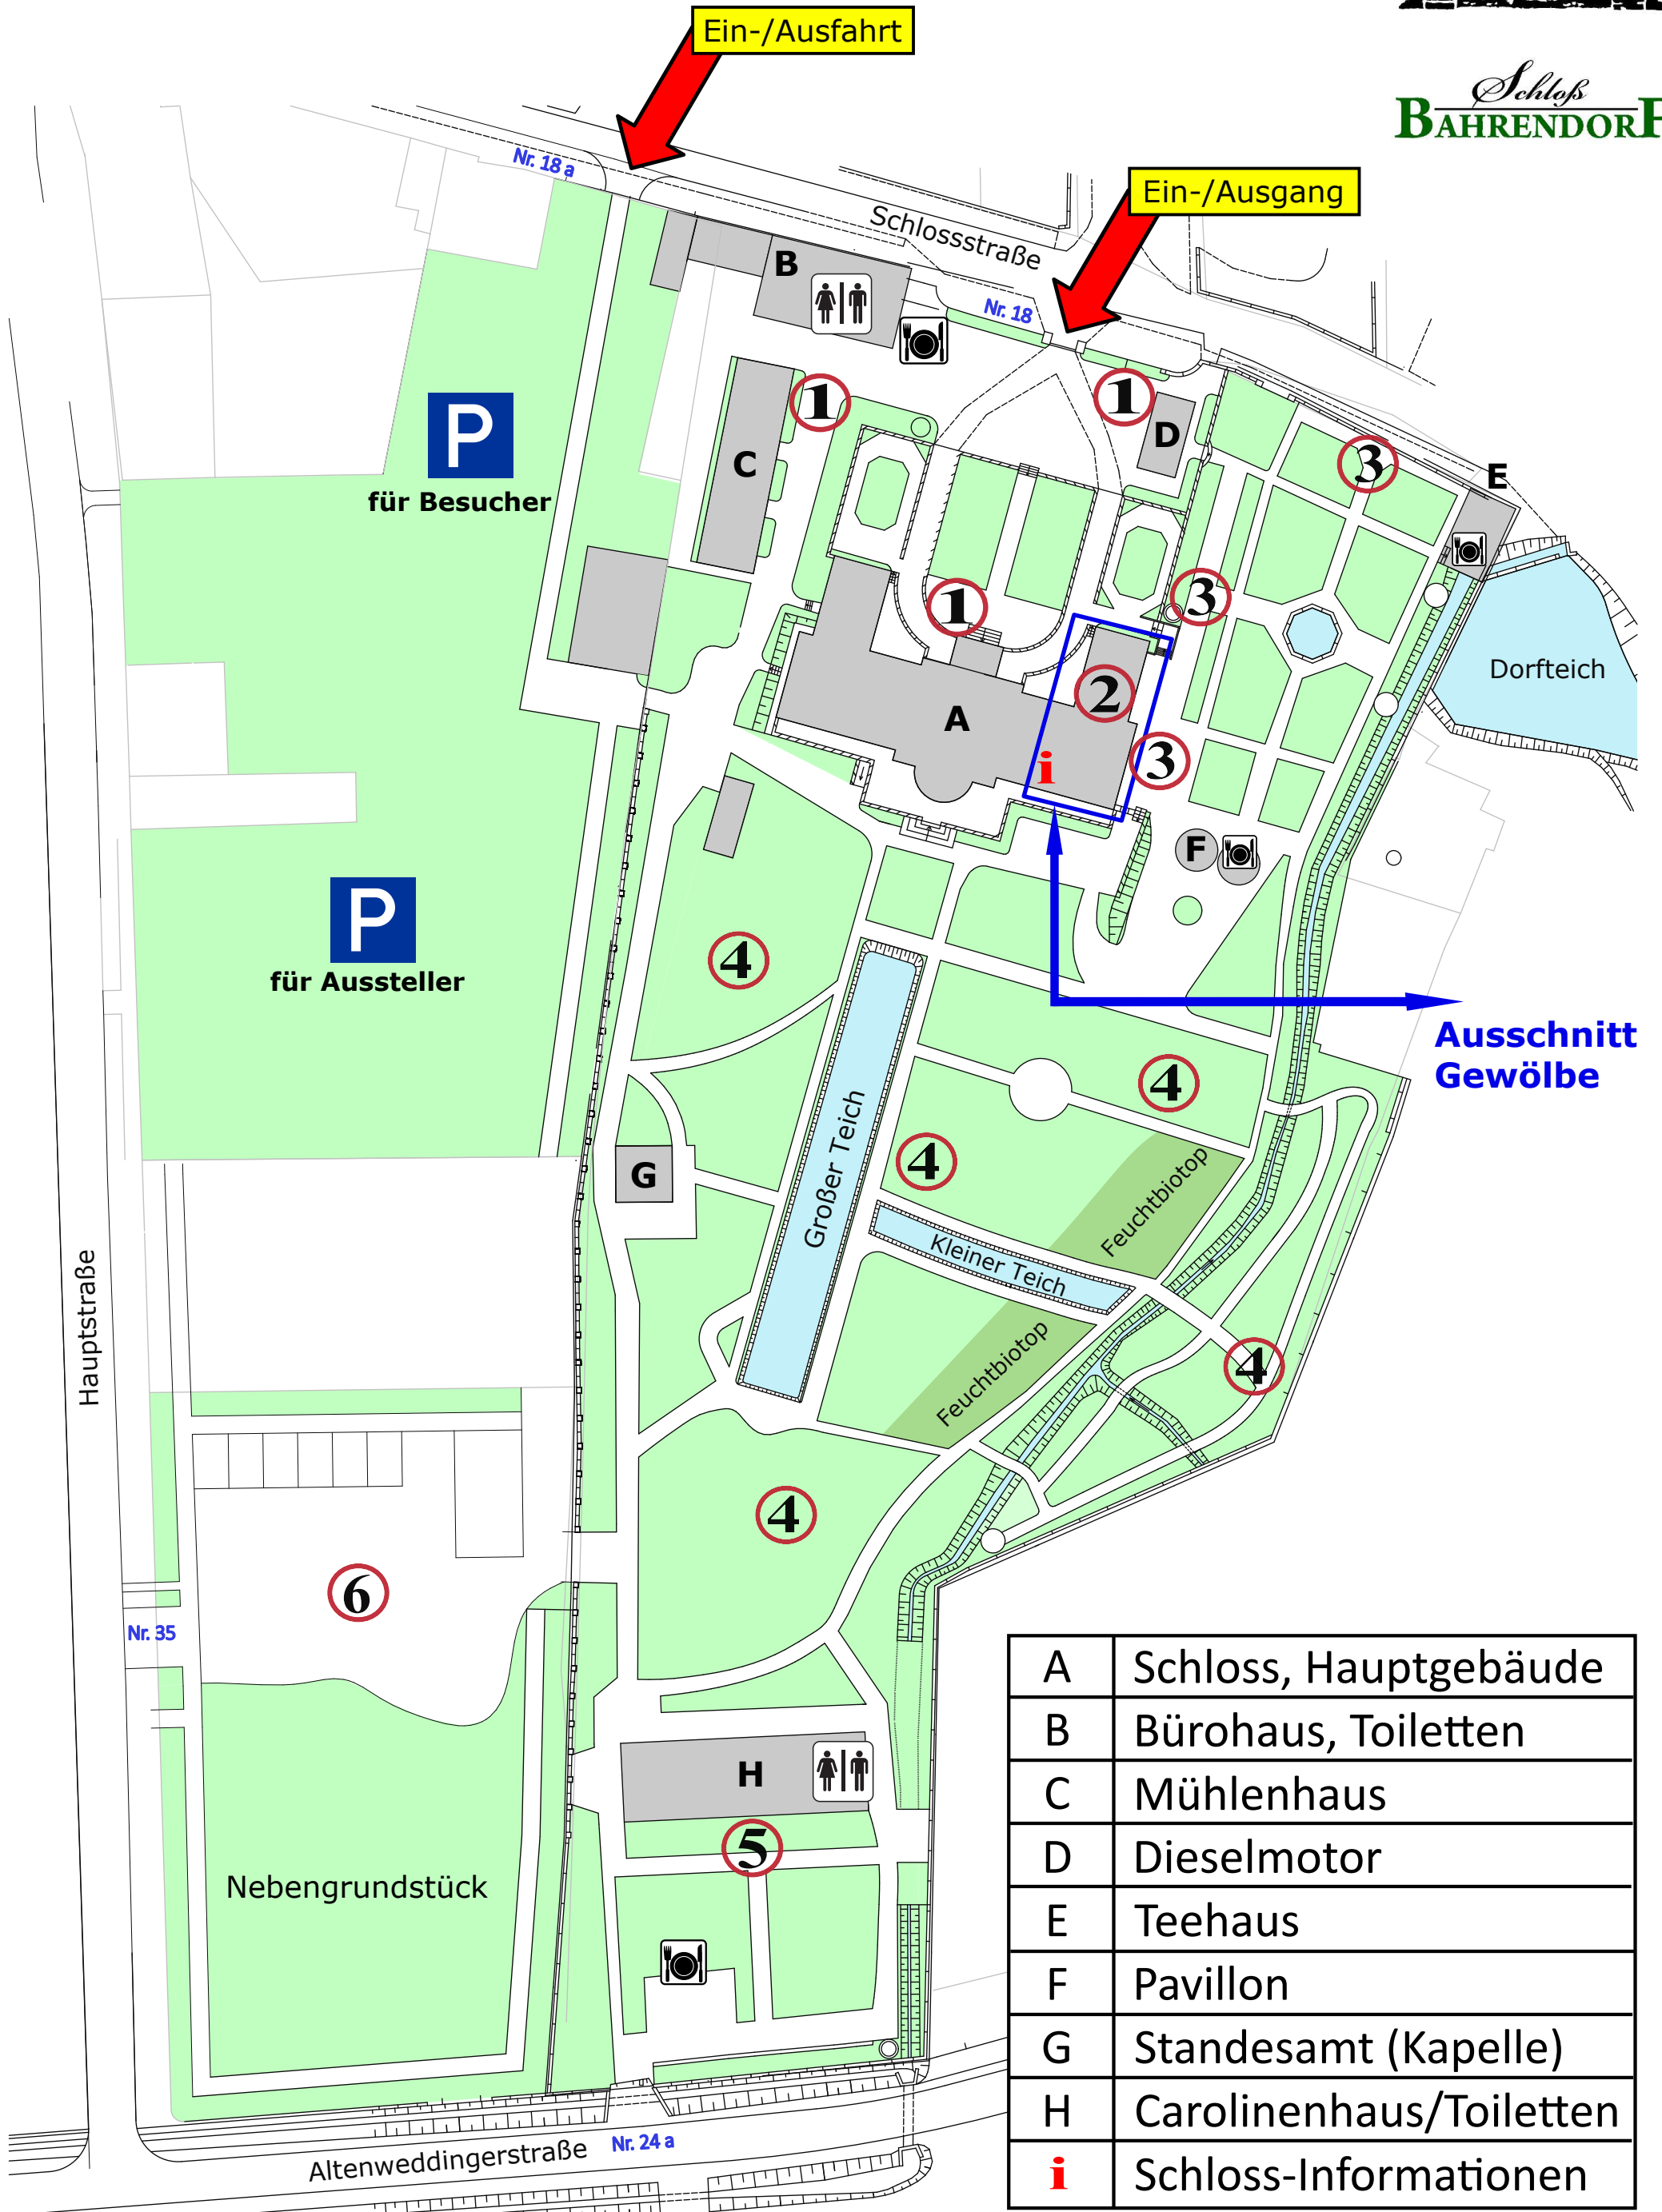 Ein-/Ausfahrt
Schloß
BAHRENDORF
Nr. 18 a
Ein-/Ausgang
Schlossstraße
B
Nr. 18
1
1
D
C
3
E
P
für Besucher
1
3
Dorfteich
2
A
i
3
F
P
für Aussteller
4
Ausschnitt
Gewölbe
4
4
Großer Teich
G
Feuchtbiotop
Kleiner Teich
Hauptstraße
Feuchtbiotop
4
4
6
Nr. 35
H
5
Nebengrundstück
Altenweddingerstraße
Nr. 24 a
A Schloss, Hauptgebäude
B Bürohaus, Toiletten
C Mühlenhaus
D Dieselmotor
E Teehaus
F Pavillon
G Standesamt (Kapelle)
H Carolinenhaus/Toiletten
i Schloss-Informationen